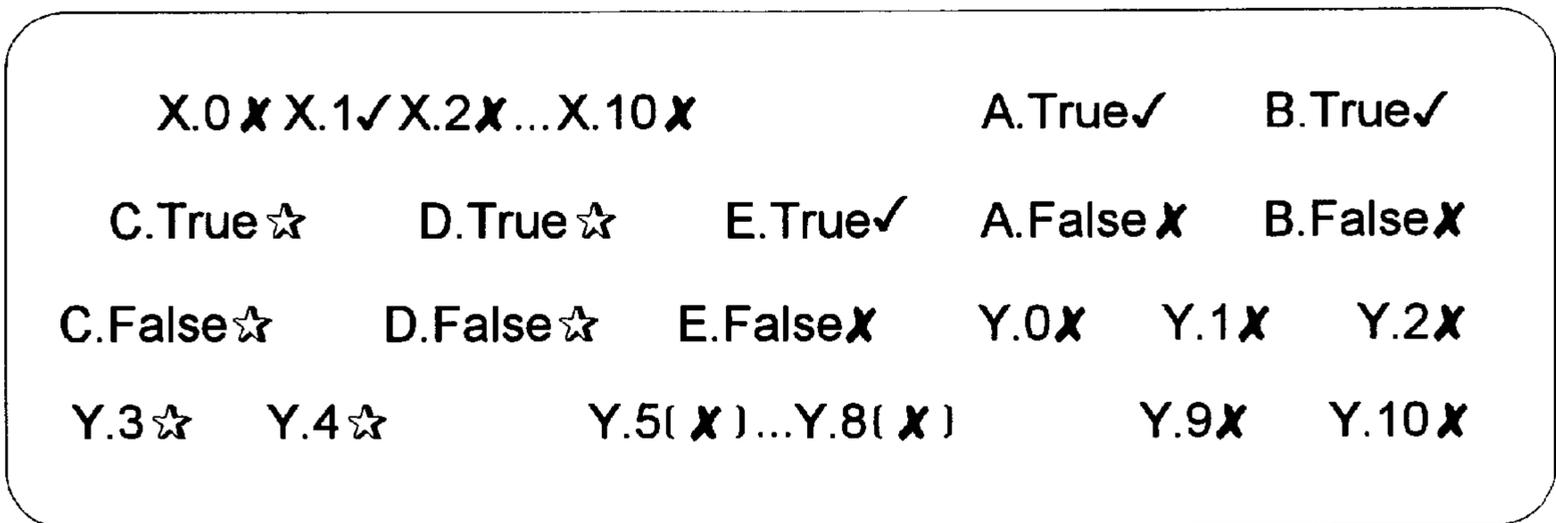 X.0✘ X.1✓ X.2✘...X.10✘ A.True✓ B.True✓
C.True☆ D.True☆ E.True✓ A.False✘ B.False✘
C.False☆ D.False☆ E.False✘ Y.0✘ Y.1✘ Y.2✘
Y.3☆ Y.4☆ Y.5(✘)...Y.8(✘) Y.9✘ Y.10✘